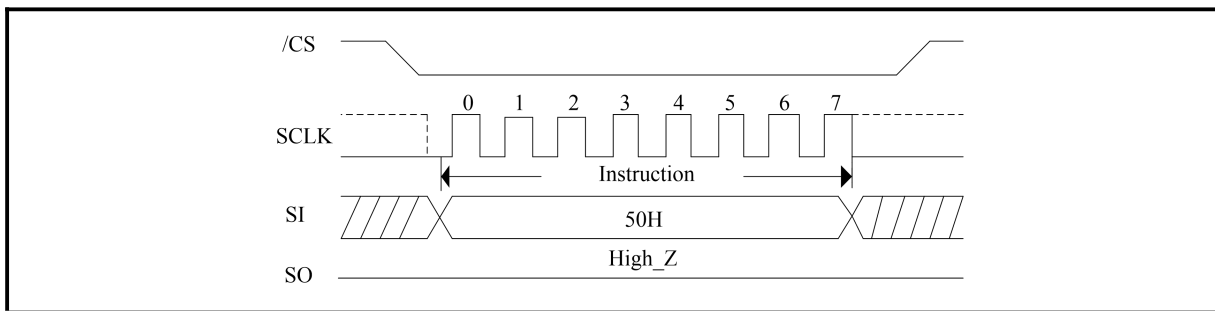 /CS
0 1 2 3 4 5 6 7
SCLK
Instruction
SI
50H
High_Z
SO